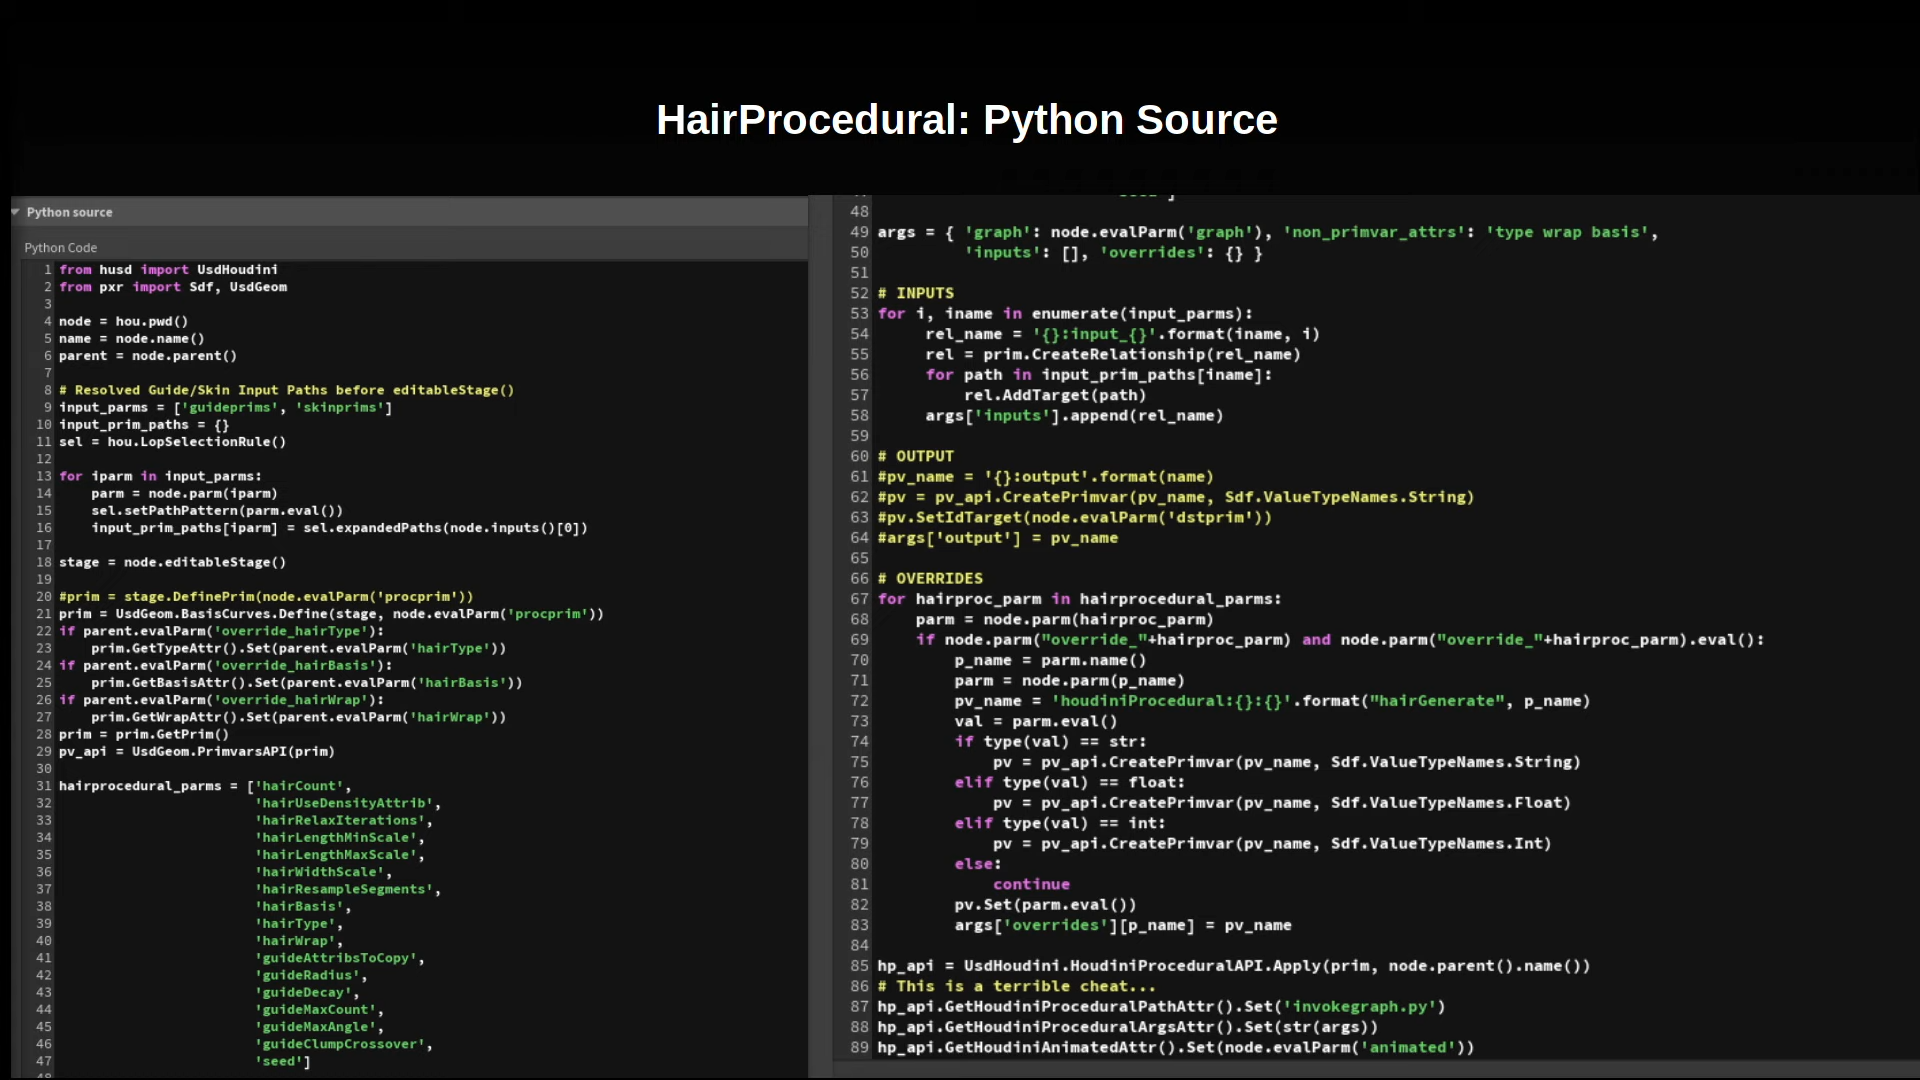 HairProcedural: Python Source
Python source
Python Code
1 from husd import UsdHoudini
2 from pxr import Sdf, UsdGeom
3
4 node = hou.pwd()
5 name = node.name()
6 parent = node.parent()
7
8 # Resolved Guide/Skin Input Paths before editableStage()
9 input_parms = ['guideprims', 'skinprims']
10 input_prim_paths = {}
11 sel = hou.LopSelectionRule()
12
13 for iparm in input_parms:
14     parm = node.parm(iparm)
15     sel.setPathPattern(parm.eval())
16     input_prim_paths[iparm] = sel.expandedPaths(node.inputs()[0])
17
18 stage = node.editableStage()
19
20 #prim = stage.DefinePrim(node.evalParm('procprim'))
21 prim = UsdGeom.BasisCurves.Define(stage, node.evalParm('procprim'))
22 if parent.evalParm('override_hairType'):
23     prim.GetTypeAttr().Set(parent.evalParm('hairType'))
24 if parent.evalParm('override_hairBasis'):
25     prim.GetBasisAttr().Set(parent.evalParm('hairBasis'))
26 if parent.evalParm('override_hairWrap'):
27     prim.GetWrapAttr().Set(parent.evalParm('hairWrap'))
28 prim = prim.GetPrim()
29 pv_api = UsdGeom.PrimvarsAPI(prim)
30
31 hairprocedural_parms = ['hairCount',
32                         'hairUseDensityAttrib',
33                         'hairRelaxIterations',
34                         'hairLengthMinScale',
35                         'hairLengthMaxScale',
36                         'hairWidthScale',
37                         'hairResampleSegments',
38                         'hairBasis',
39                         'hairType',
40                         'hairWrap',
41                         'guideAttribsToCopy',
42                         'guideRadius',
43                         'guideDecay',
44                         'guideMaxCount',
45                         'guideMaxAngle',
46                         'guideClumpCrossover',
47                         'seed']
48
49 args = { 'graph': node.evalParm('graph'), 'non_primvar_attrs': 'type wrap basis',
50          'inputs': [], 'overrides': {} }
51
52 # INPUTS
53 for i, iname in enumerate(input_parms):
54     rel_name = '{}:input_{}'.format(iname, i)
55     rel = prim.CreateRelationship(rel_name)
56     for path in input_prim_paths[iname]:
57         rel.AddTarget(path)
58     args['inputs'].append(rel_name)
59
60 # OUTPUT
61 #pv_name = '{}:output'.format(name)
62 #pv = pv_api.CreatePrimvar(pv_name, Sdf.ValueTypeNames.String)
63 #pv.SetIdTarget(node.evalParm('dstprim'))
64 #args['output'] = pv_name
65
66 # OVERRIDES
67 for hairproc_parm in hairprocedural_parms:
68     parm = node.parm(hairproc_parm)
69     if node.parm("override_"+hairproc_parm) and node.parm("override_"+hairproc_parm).eval():
70         p_name = parm.name()
71         parm = node.parm(p_name)
72         pv_name = 'houdiniProcedural:{}:{}'.format("hairGenerate", p_name)
73         val = parm.eval()
74         if type(val) == str:
75             pv = pv_api.CreatePrimvar(pv_name, Sdf.ValueTypeNames.String)
76         elif type(val) == float:
77             pv = pv_api.CreatePrimvar(pv_name, Sdf.ValueTypeNames.Float)
78         elif type(val) == int:
79             pv = pv_api.CreatePrimvar(pv_name, Sdf.ValueTypeNames.Int)
80         else:
81             continue
82         pv.Set(parm.eval())
83         args['overrides'][p_name] = pv_name
84
85 hp_api = UsdHoudini.HoudiniProceduralAPI.Apply(prim, node.parent().name())
86 # This is a terrible cheat...
87 hp_api.GetHoudiniProceduralPathAttr().Set('invokegraph.py')
88 hp_api.GetHoudiniProceduralArgsAttr().Set(str(args))
89 hp_api.GetHoudiniAnimatedAttr().Set(node.evalParm('animated'))